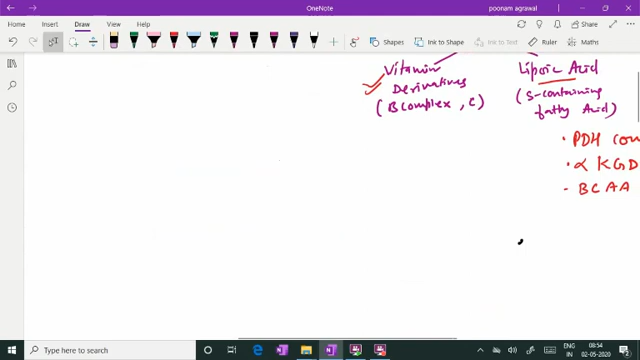 OneNote
poonam agrawal
Home Insert Draw View Help
Share
Shapes Ink to Shape Ink to Text Ruler Maths
Vitamin
Derivatives
(B complex, C)
Lipoic Acid
(S-containing
fatty Acid)
• PDH
• α KGD
- BCAA
Type here to search
ENG
IN
08:54
02-05-2020